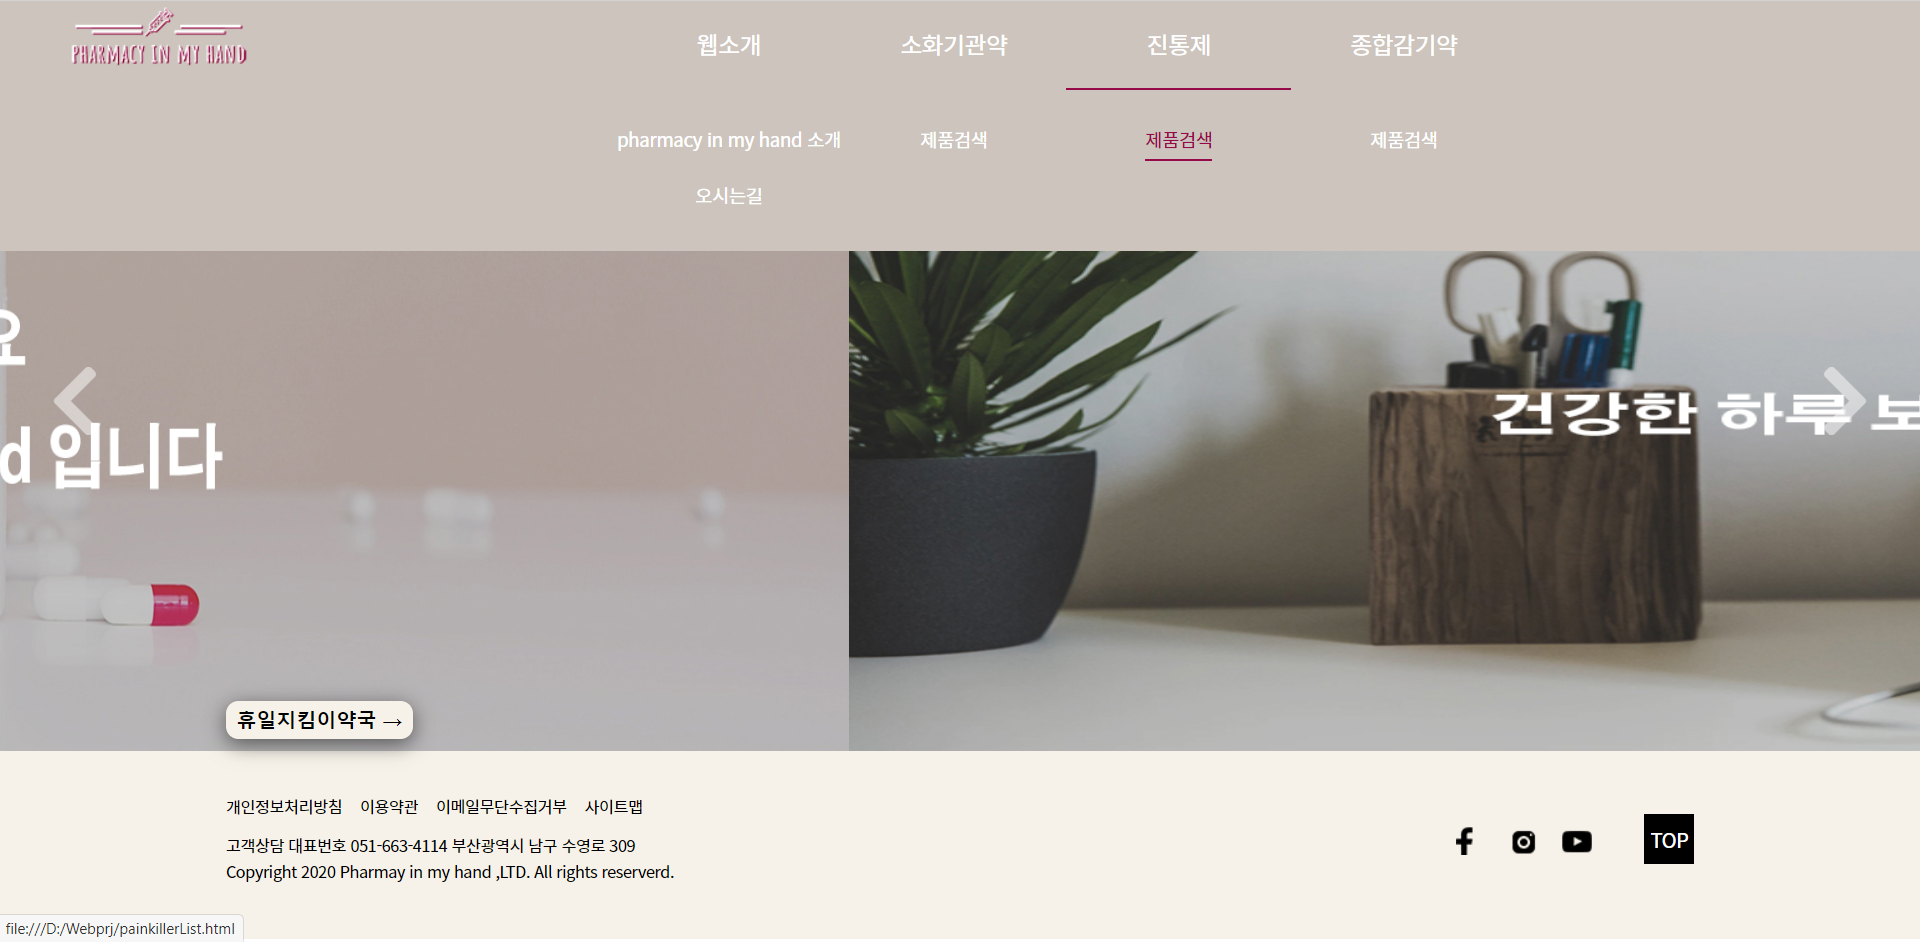 PHARMACY IN MY HAND
웹소개 소화기관약 진통제 종합감기약
pharmacy in my hand 소개 제품검색 제품검색 제품검색
오시는길
요
d 입니다
건강한 하루 보
휴일지킴이약국 →
개인정보처리방침 이용약관 이메일무단수집거부 사이트맵
고객상담 대표번호 051-663-4114 부산광역시 남구 수영로 309
Copyright 2020 Pharmay in my hand ,LTD. All rights reserverd.
TOP
file:///D:/Webprj/painkillerList.html